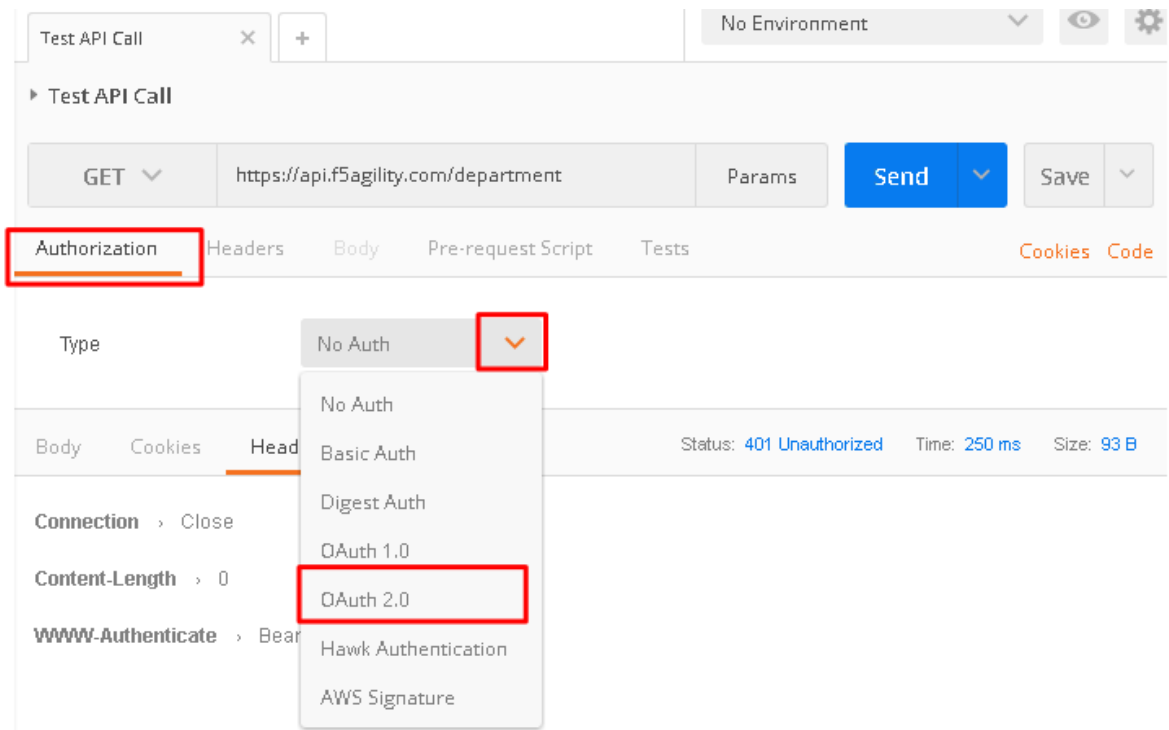 Test API Call × + No Environment
Test API Call
GET https://api.f5agility.com/department Params Send Save
Authorization Headers Body Pre-request Script Tests Cookies Code
Type No Auth
No Auth
Body Cookies Head Status: 401 Unauthorized Time: 250 ms Size: 93 B
Basic Auth
Digest Auth
Connection › Close
OAuth 1.0
Content-Length › 0
OAuth 2.0
WWW-Authenticate › Bear
Hawk Authentication
AWS Signature